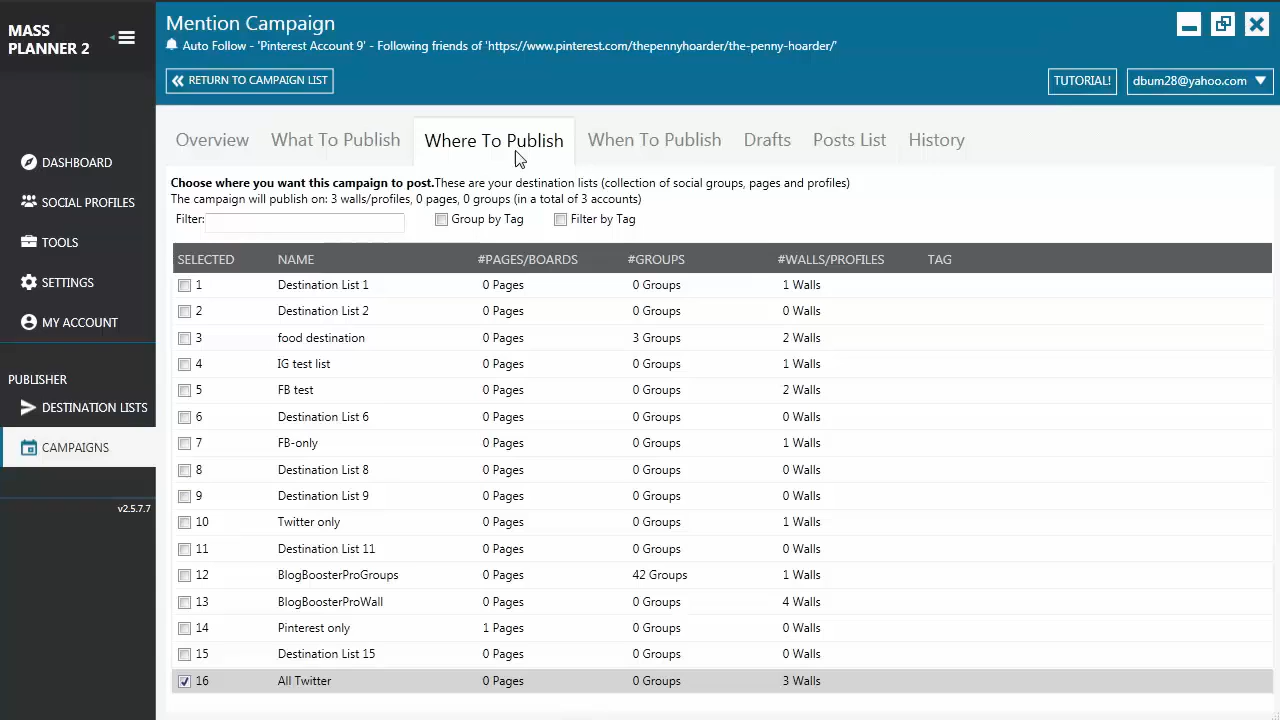 MASS
PLANNER 2
Mention Campaign
Auto Follow - 'Pinterest Account 9' - Following friends of 'https://www.pinterest.com/thepennyhoarder/the-penny-hoarder/'
RETURN TO CAMPAIGN LIST
TUTORIAL!
dbum28@yahoo.com
DASHBOARD
SOCIAL PROFILES
TOOLS
SETTINGS
MY ACCOUNT
PUBLISHER
DESTINATION LISTS
CAMPAIGNS
v2.5.7.7
Overview What To Publish Where To Publish When To Publish Drafts Posts List History
Choose where you want this campaign to post.These are your destination lists (collection of social groups, pages and profiles)
The campaign will publish on: 3 walls/profiles, 0 pages, 0 groups (in a total of 3 accounts)
Filter: Group by Tag Filter by Tag
SELECTED NAME #PAGES/BOARDS #GROUPS #WALLS/PROFILES TAG
1 Destination List 1 0 Pages 0 Groups 1 Walls
2 Destination List 2 0 Pages 0 Groups 0 Walls
3 food destination 0 Pages 3 Groups 2 Walls
4 IG test list 0 Pages 0 Groups 1 Walls
5 FB test 0 Pages 0 Groups 2 Walls
6 Destination List 6 0 Pages 0 Groups 0 Walls
7 FB-only 0 Pages 0 Groups 1 Walls
8 Destination List 8 0 Pages 0 Groups 0 Walls
9 Destination List 9 0 Pages 0 Groups 0 Walls
10 Twitter only 0 Pages 0 Groups 1 Walls
11 Destination List 11 0 Pages 0 Groups 0 Walls
12 BlogBoosterProGroups 0 Pages 42 Groups 1 Walls
13 BlogBoosterProWall 0 Pages 0 Groups 4 Walls
14 Pinterest only 1 Pages 0 Groups 0 Walls
15 Destination List 15 0 Pages 0 Groups 0 Walls
16 All Twitter 0 Pages 0 Groups 3 Walls